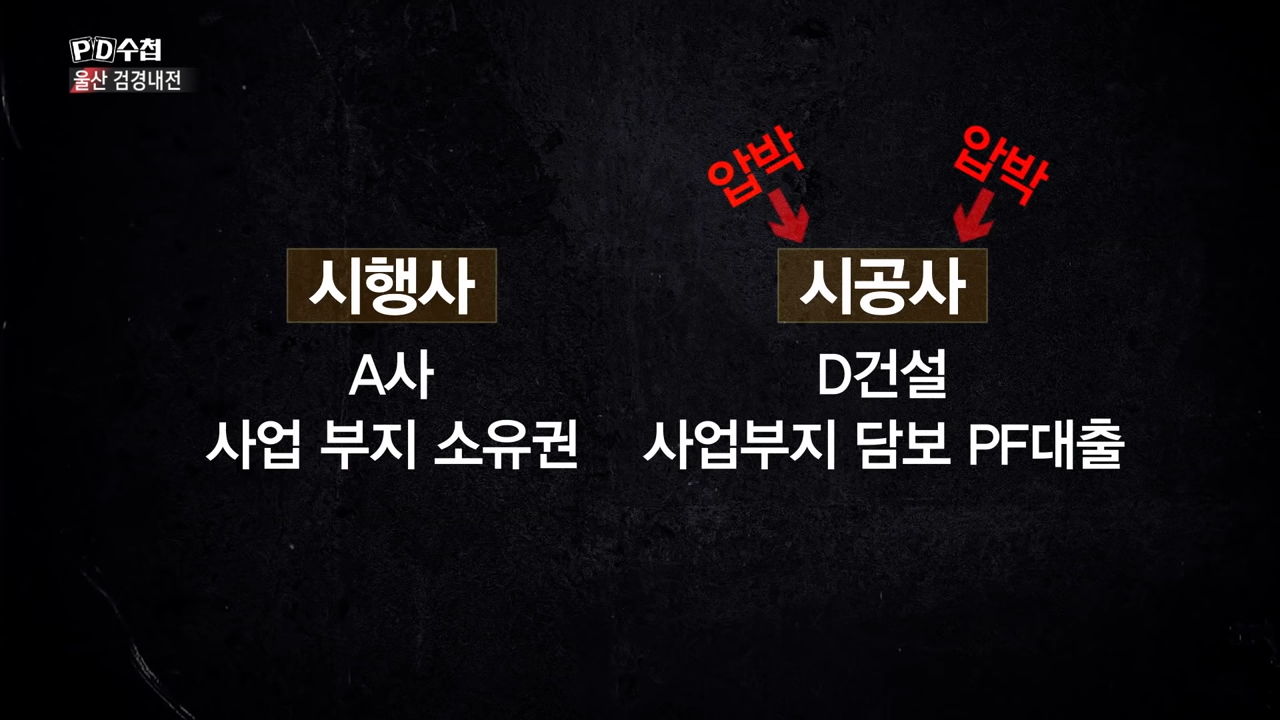 PD수첩
울산 검경내전
압박
압박
시행사
시공사
A사
D건설
사업 부지 소유권
사업부지 담보 PF대출